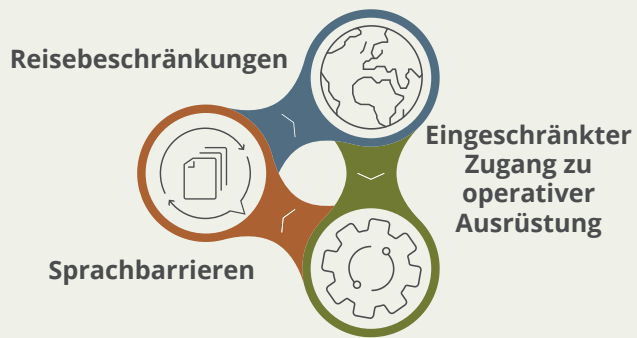 Reisebeschränkungen
Eingeschränkter
Zugang zu
operativer
Ausrüstung
Sprachbarrieren